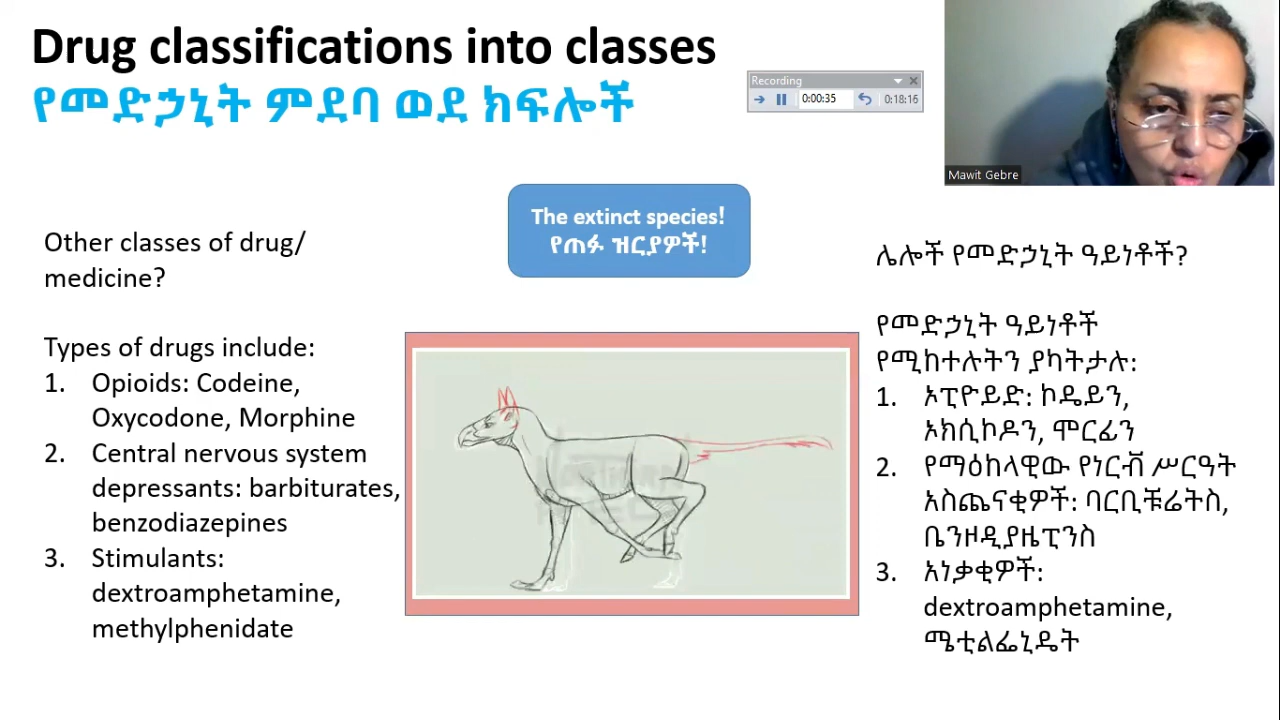 Drug classifications into classes
የመድኃኒት ምደባ ወደ ክፍሎች
Recording
0:00:35
0:18:16
Mawit Gebre
The extinct species!
የጠፉ ዝርያዎች!
Other classes of drug/
medicine?
Types of drugs include:
1. Opioids: Codeine,
Oxycodone, Morphine
2. Central nervous system
depressants: barbiturates,
benzodiazepines
3. Stimulants:
dextroamphetamine,
methylphenidate
ሌሎች የመድኃኒት ዓይነቶች?
የመድኃኒት ዓይነቶች
የሚከተሉትን ያካትታሉ:
1. ኦፒዮይድ: ኮዴይን,
ኦክሲኮዶን, ሞርፊን
2. የማዕከላዊው የነርብ ሥርዓት
አስጨናቂዎች: ባርቢቹሬትስ,
ቤንዞዲያዜፒንስ
3. አነቃቂዎች:
dextroamphetamine,
ሜቲልፌኒዴት